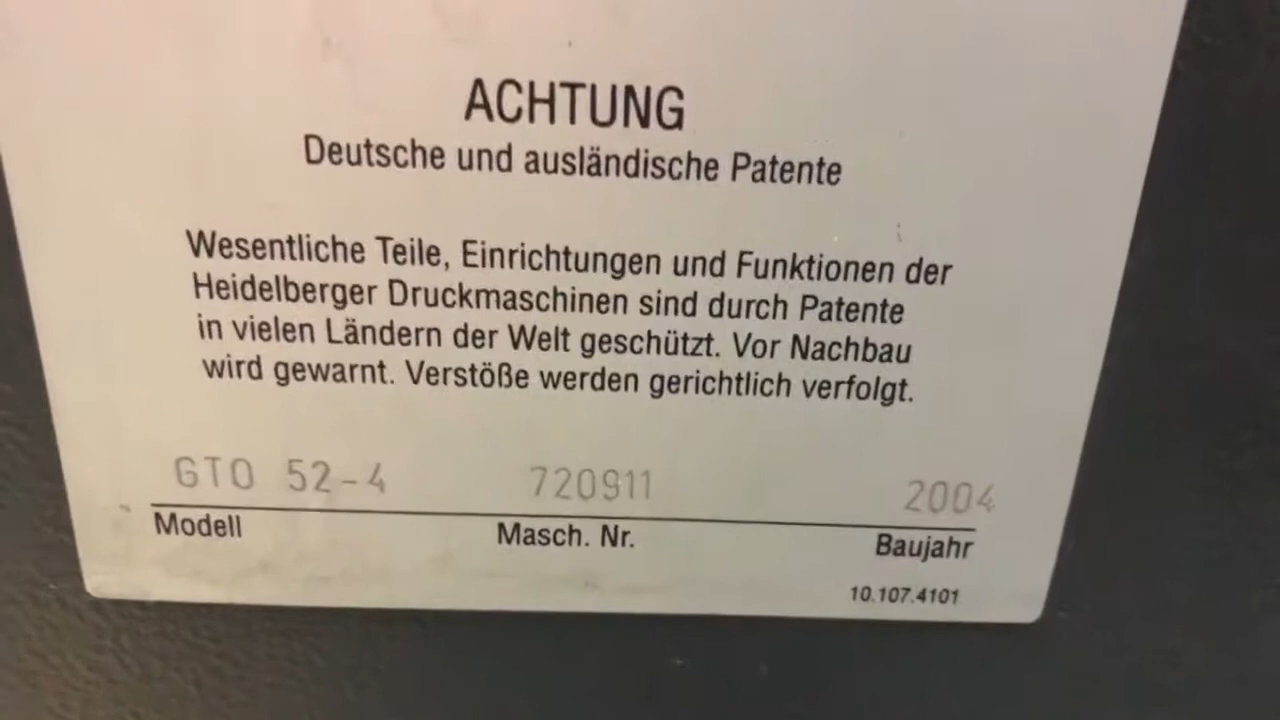 ACHTUNG
Deutsche und ausländische Patente
Wesentliche Teile, Einrichtungen und Funktionen der
Heidelberger Druckmaschinen sind durch Patente
in vielen Ländern der Welt geschützt. Vor Nachbau
wird gewarnt. Verstöße werden gerichtlich verfolgt.
GTO 52-4 720911 2004
Modell Masch. Nr. Baujahr
10.107.4101